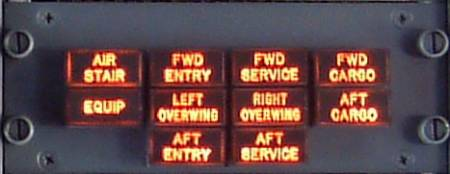 AIR STAIR
FWD ENTRY
FWD SERVICE
FWD CARGO
EQUIP
LEFT OVERWING
RIGHT OVERWING
AFT CARGO
AFT ENTRY
AFT SERVICE